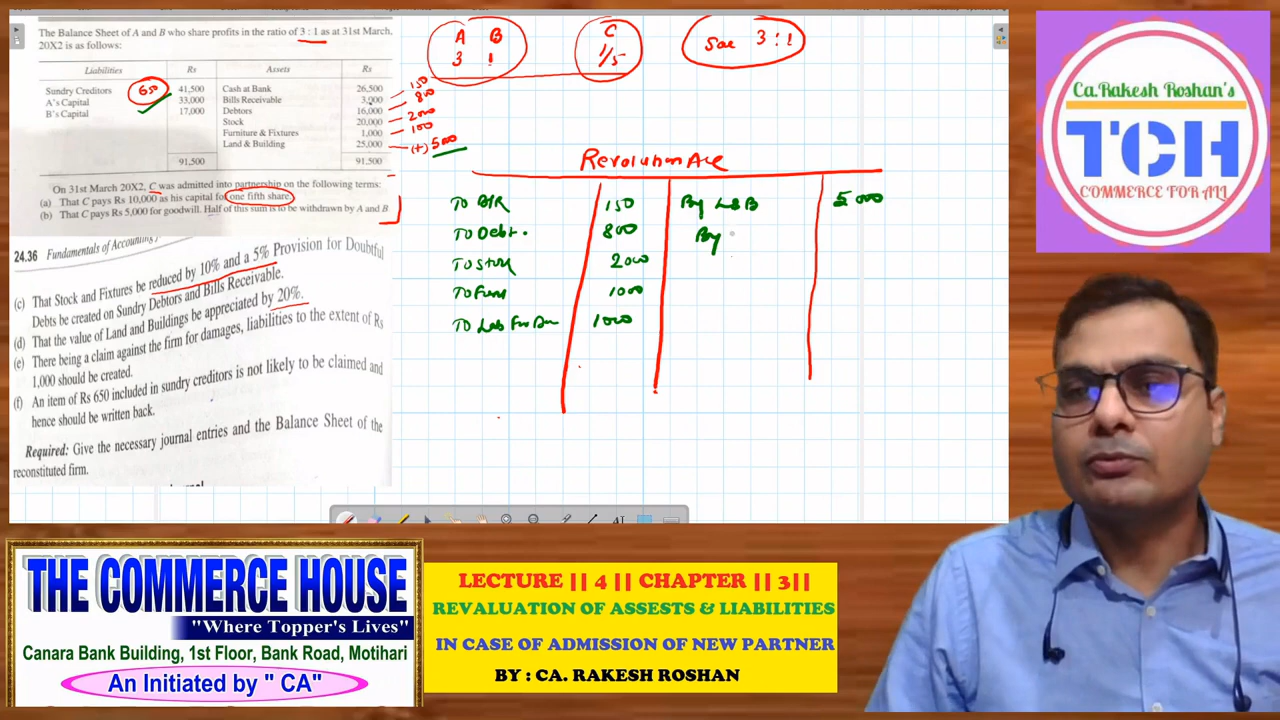 The Balance Sheet of A and B who share profits in the ratio of 3 : 1 as at 31st March,
20X2 is as follows:
Liabilities Rs Assets Rs
Sundry Creditors 650 41,500 Cash at Bank 26,500
A's Capital 33,000 Bills Receivable 3,000 150
B's Capital 17,000 Debtors 16,000 800
Stock 20,000 2000
Furniture & Fixtures 1,000 100
Land & Building 25,000 (+) 5000
91,500 91,500
On 31st March 20X2, C was admitted into partnership on the following terms:
(a) That C pays Rs 10,000 as his capital for one fifth share.
(b) That C pays Rs 5,000 for goodwill. Half of this sum is to be withdrawn by A and B
24.36 Fundamentals of Accounting
(c) That Stock and Fixtures be reduced by 10% and a 5% Provision for Doubtful
Debts be created on Sundry Debtors and Bills Receivable.
(d) That the value of Land and Buildings be appreciated by 20%.
(e) There being a claim against the firm for damages, liabilities to the extent of Rs
1,000 should be created.
(f) An item of Rs 650 included in sundry creditors is not likely to be claimed and
hence should be written back.
Required: Give the necessary journal entries and the Balance Sheet of the
reconstituted firm.
A B
3 1
C
1/5
3:1
To B/R 150 By L&B 5000
To Debt. 800 By
To Stock 2000
To Furn 1000
1000
Ca.Rakesh Roshan's
TCH
COMMERCE FOR ALL
THE COMMERCE HOUSE
"Where Topper's Lives"
Canara Bank Building, 1st Floor, Bank Road, Motihari
An Initiated by " CA"
LECTURE || 4 || CHAPTER || 3||
REVALUATION OF ASSESTS & LIABILITIES
IN CASE OF ADMISSION OF NEW PARTNER
BY : CA. RAKESH ROSHAN